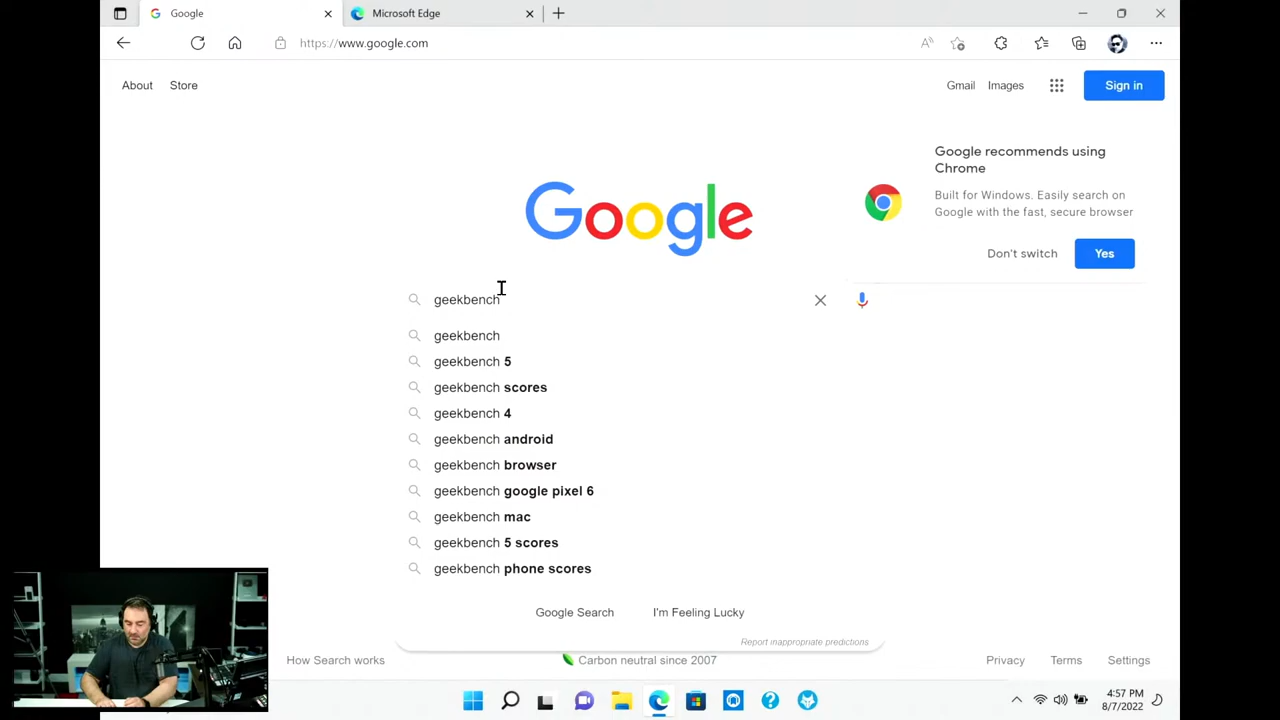 Google
Microsoft Edge
https://www.google.com
About
Store
Gmail
Images
Sign in
Google recommends using
Chrome
Built for Windows. Easily search on
Google with the fast, secure browser
Don't switch
Yes
Google
geekbench
geekbench
geekbench 5
geekbench scores
geekbench 4
geekbench android
geekbench browser
geekbench google pixel 6
geekbench mac
geekbench 5 scores
geekbench phone scores
Google Search
I'm Feeling Lucky
Report inappropriate predictions
How Search works
Carbon neutral since 2007
Privacy
Terms
Settings
4:57 PM
8/7/2022